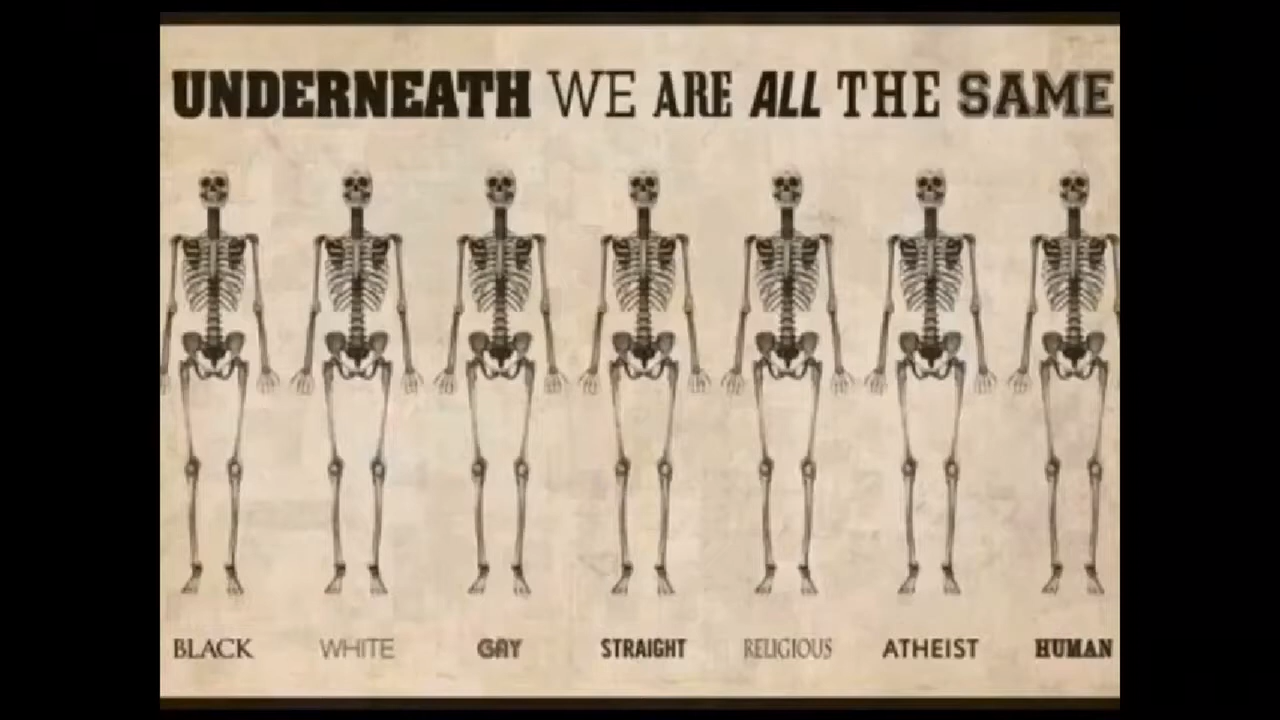 UNDERNEATH WE ARE ALL THE SAME
BLACK WHITE GAY STRAIGHT RELIGIOUS ATHEIST HUMAN